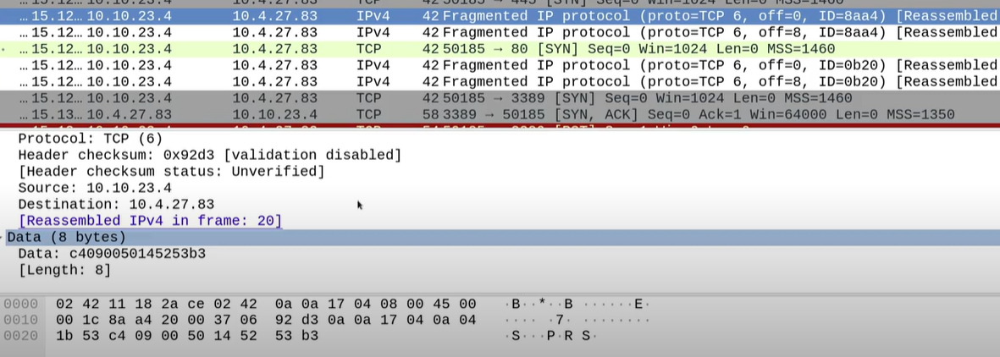 … 15.12… 10.10.23.4 10.4.27.83 IPv4 42 Fragmented IP protocol (proto=TCP 6, off=0, ID=8aa4) [Reassembled
… 15.12… 10.10.23.4 10.4.27.83 IPv4 42 Fragmented IP protocol (proto=TCP 6, off=8, ID=8aa4) [Reassembled
… 15.12… 10.10.23.4 10.4.27.83 TCP 42 50185 → 80 [SYN] Seq=0 Win=1024 Len=0 MSS=1460
… 15.12… 10.10.23.4 10.4.27.83 IPv4 42 Fragmented IP protocol (proto=TCP 6, off=0, ID=0b20) [Reassembled
… 15.12… 10.10.23.4 10.4.27.83 IPv4 42 Fragmented IP protocol (proto=TCP 6, off=8, ID=0b20) [Reassembled
… 15.12… 10.10.23.4 10.4.27.83 TCP 42 50185 → 3389 [SYN] Seq=0 Win=1024 Len=0 MSS=1460
… 15.13… 10.4.27.83 10.10.23.4 TCP 58 3389 → 50185 [SYN, ACK] Seq=0 Ack=1 Win=64000 Len=0 MSS=1350
Protocol: TCP (6)
Header checksum: 0x92d3 [validation disabled]
[Header checksum status: Unverified]
Source: 10.10.23.4
Destination: 10.4.27.83
[Reassembled IPv4 in frame: 20]
Data (8 bytes)
Data: c4090050145253b3
[Length: 8]
0000 02 42 11 18 2a ce 02 42 0a 0a 17 04 08 00 45 00 ·B··*··B ······E·
0010 00 1c 8a a4 20 00 37 06 92 d3 0a 0a 17 04 0a 04 ···· ·7· ········
0020 1b 53 c4 09 00 50 14 52 53 b3 ·S···P·R S·